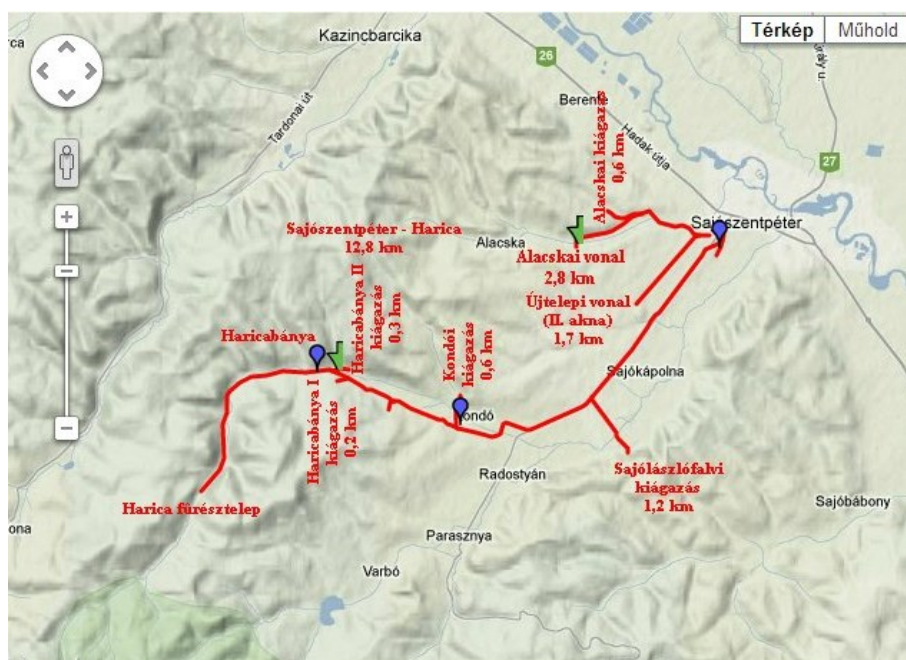 Térkép
Műhold
Kazincbarcika
26
Berente
Tardonai út
Hadak útja
27
Alacskai kiágazás
0,6 km
Sajószentpéter
Sajószentpéter - Harica
12,8 km
Alacska
Alacskai vonal
2,8 km
Újtelepi vonal
(II. akna)
1,7 km
Haricabánya
Haricabánya II
kiágazás
0,3 km
Kondói
kiágazás
0,6 km
Sajókápolna
Haricabánya I
kiágazás
0,2 km
ondó
Radostyán
Sajólászlófalvi
kiágazás
1,2 km
Sajóbábony
Harica fűrésztelep
Parasznya
Varbó
ona
rca